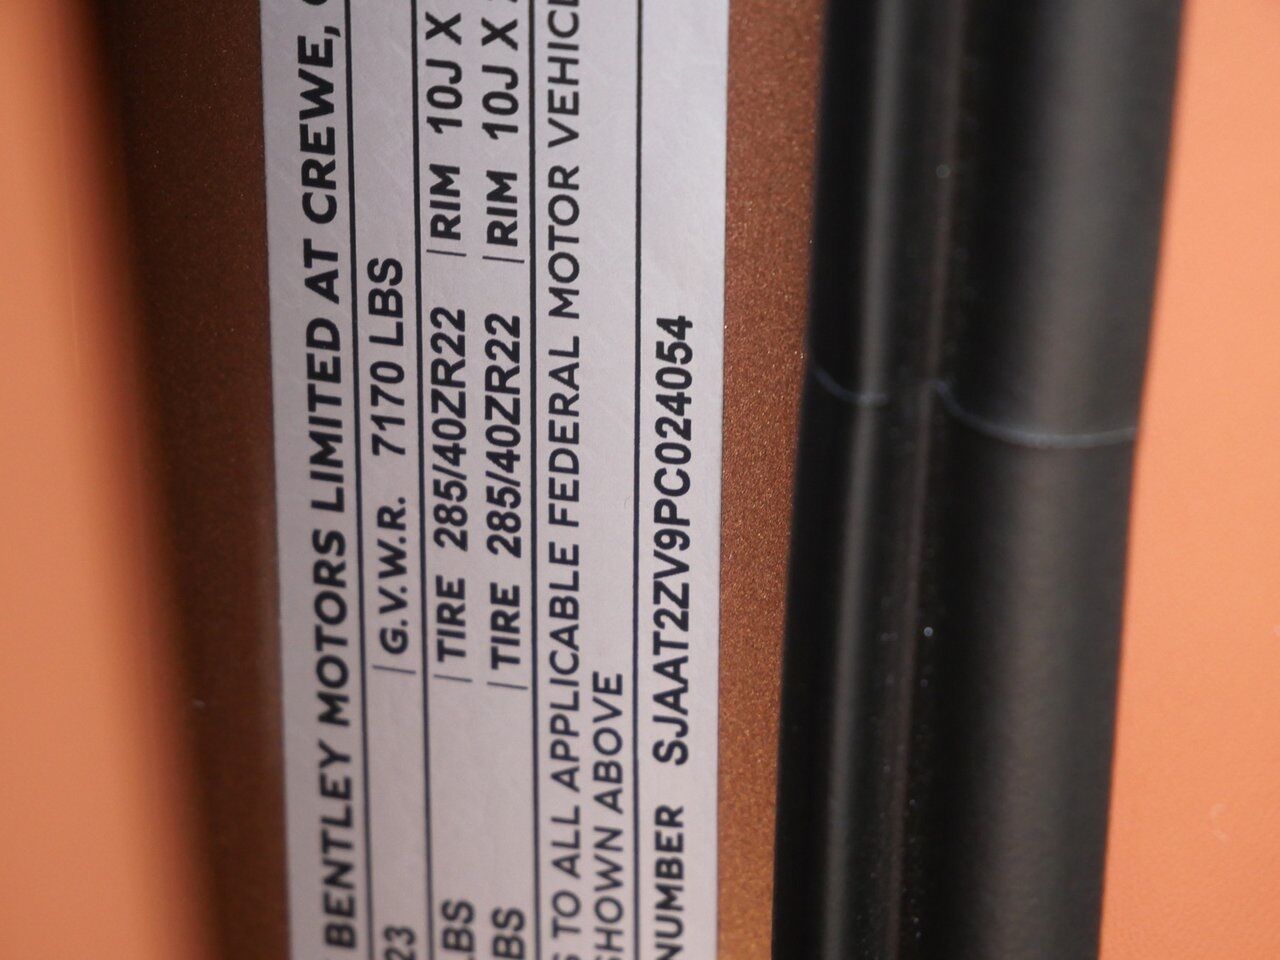 BENTLEY MOTORS LIMITED AT CREWE,
23 | G.V.W.R. 7170 LBS
LBS | TIRE 285/40ZR22 | RIM 10J X
LBS | TIRE 285/40ZR22 | RIM 10J X
S TO ALL APPLICABLE FEDERAL MOTOR VEHICL
SHOWN ABOVE
NUMBER SJAAT2ZV9PC024054